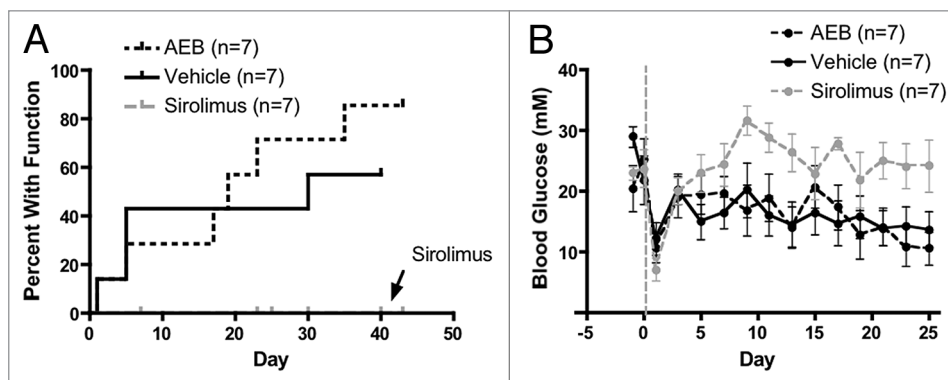 A
AEB (n=7)
Vehicle (n=7)
Sirolimus (n=7)
Percent With Function
100
80
60
40
20
0
Sirolimus
0 10 20 30 40 50
Day
B
AEB (n=7)
Vehicle (n=7)
Sirolimus (n=7)
Blood Glucose (mM)
40
30
20
10
-5 0 5 10 15 20 25
Day